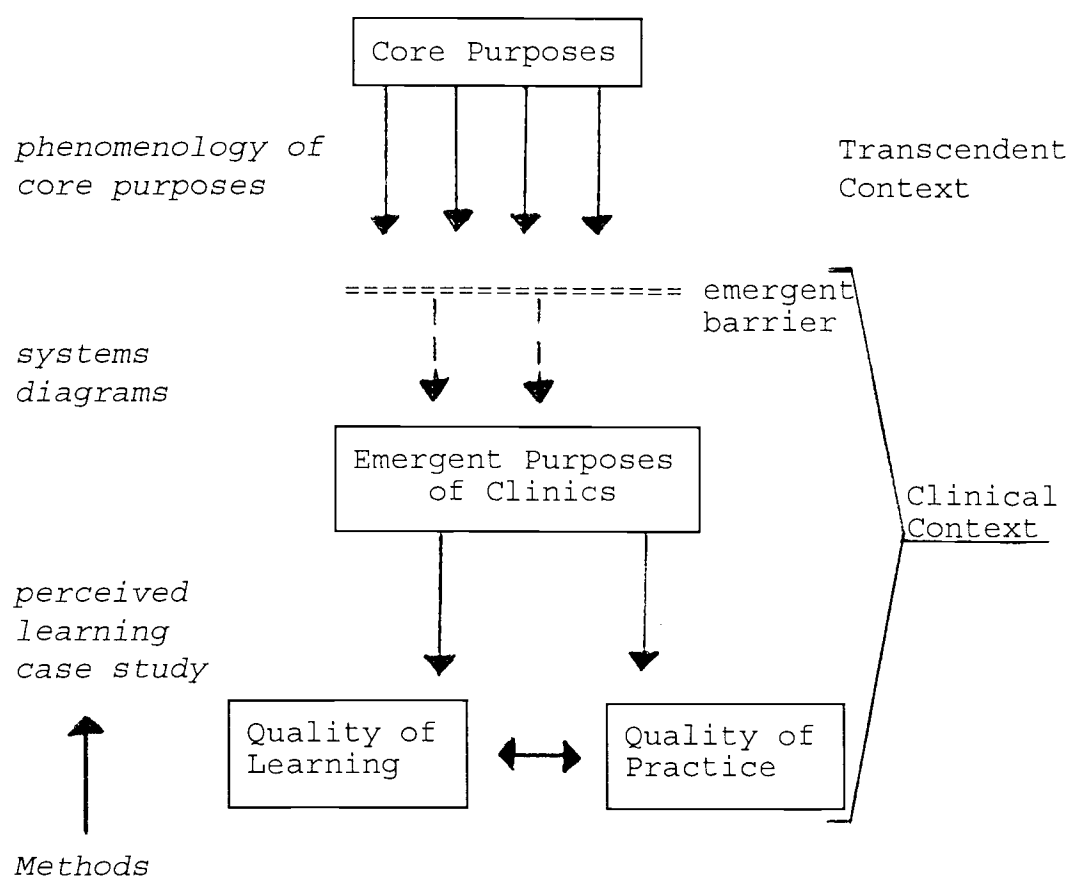 Core Purposes
phenomenology of
core purposes
Transcendent
Context
================== emergent
barrier
systems
diagrams
Emergent Purposes
of Clinics
Clinical
Context
perceived
learning
case study
Quality of
Learning
Quality of
Practice
Methods